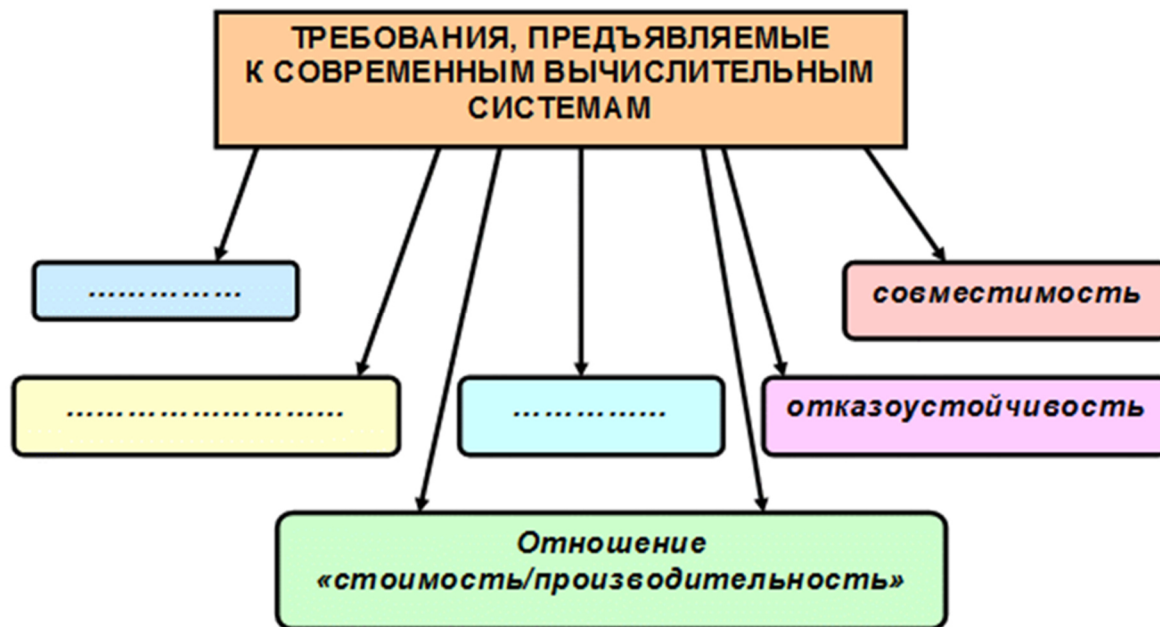 ТРЕБОВАНИЯ, ПРЕДЪЯВЛЯЕМЫЕ
К СОВРЕМЕННЫМ ВЫЧИСЛИТЕЛЬНЫМ
СИСТЕМАМ
……………
совместимость
……………………
……………
отказоустойчивость
Отношение
«стоимость/производительность»